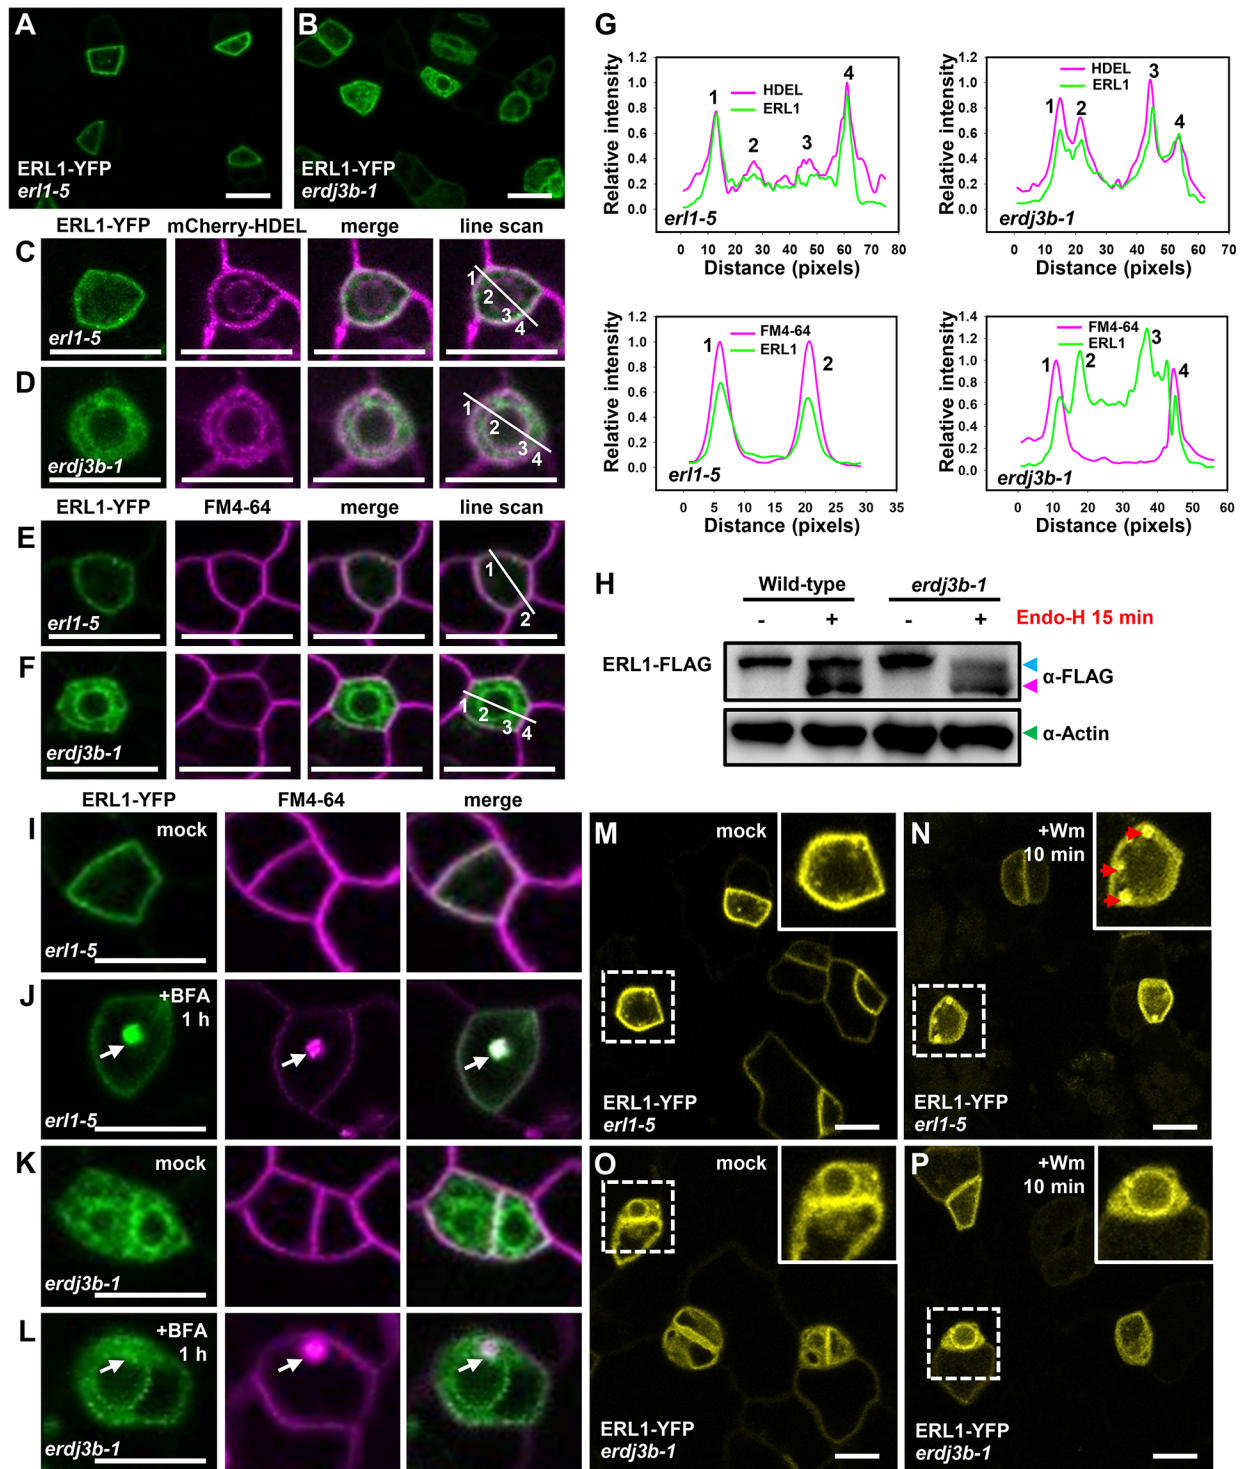 A
ERL1-YFP
erl1-5
B
ERL1-YFP
erdj3b-1
ERL1-YFP mCherry-HDEL merge line scan
C
erl1-5
1
2
3
4
D
erdj3b-1
1
2
3
4
ERL1-YFP FM4-64 merge line scan
E
erl1-5
1
2
F
erdj3b-1
1
2
3
4
G
Relative intensity
1.2
1.0
0.8
0.6
0.4
0.2
0.0
HDEL
ERL1
1
2
3
4
erl1-5
0 10 20 30 40 50 60 70 80
Distance (pixels)
Relative intensity
1.2
1.0
0.8
0.6
0.4
0.2
0.0
HDEL
ERL1
1
2
3
4
erdj3b-1
0 10 20 30 40 50 60 70
Distance (pixels)
Relative intensity
1.2
1.0
0.8
0.6
0.4
0.2
0.0
FM4-64
ERL1
1
2
erl1-5
0 5 10 15 20 25 30 35
Distance (pixels)
Relative intensity
1.4
1.2
1.0
0.8
0.6
0.4
0.2
0.0
FM4-64
ERL1
1
2
3
4
erdj3b-1
0 10 20 30 40 50 60
Distance (pixels)
H
Wild-type erdj3b-1
- + - + Endo-H 15 min
ERL1-FLAG α-FLAG
α-Actin
ERL1-YFP FM4-64 merge
I
mock
erl1-5
J
+BFA
1 h
erl1-5
K
mock
erdj3b-1
L
+BFA
1 h
erdj3b-1
M
mock
ERL1-YFP
erl1-5
N
+Wm
10 min
ERL1-YFP
erl1-5
O
mock
ERL1-YFP
erdj3b-1
P
+Wm
10 min
ERL1-YFP
erdj3b-1